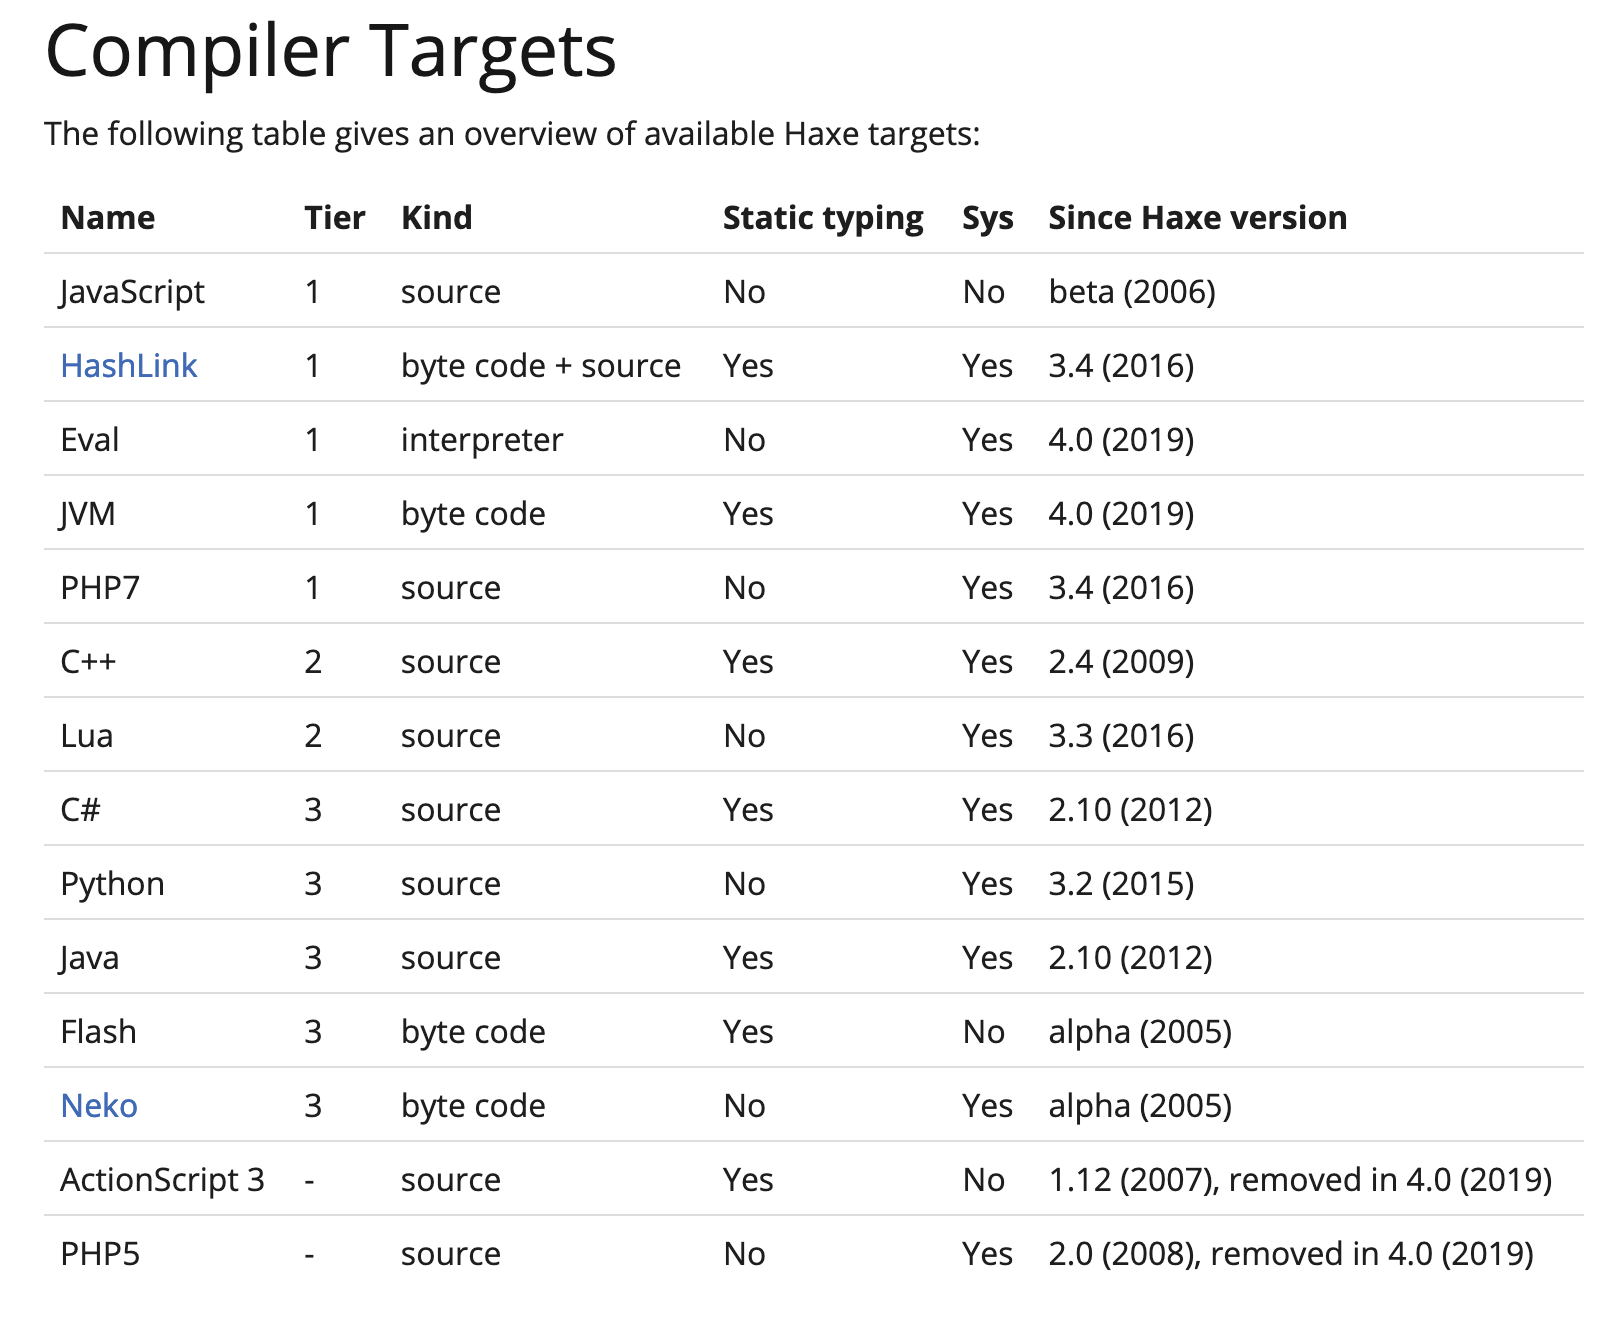 Compiler Targets
The following table gives an overview of available Haxe targets:
Name Tier Kind Static typing Sys Since Haxe version
JavaScript 1 source No No beta (2006)
HashLink 1 byte code + source Yes Yes 3.4 (2016)
Eval 1 interpreter No Yes 4.0 (2019)
JVM 1 byte code Yes Yes 4.0 (2019)
PHP7 1 source No Yes 3.4 (2016)
C++ 2 source Yes Yes 2.4 (2009)
Lua 2 source No Yes 3.3 (2016)
C# 3 source Yes Yes 2.10 (2012)
Python 3 source No Yes 3.2 (2015)
Java 3 source Yes Yes 2.10 (2012)
Flash 3 byte code Yes No alpha (2005)
Neko 3 byte code No Yes alpha (2005)
ActionScript 3 - source Yes No 1.12 (2007), removed in 4.0 (2019)
PHP5 - source No Yes 2.0 (2008), removed in 4.0 (2019)